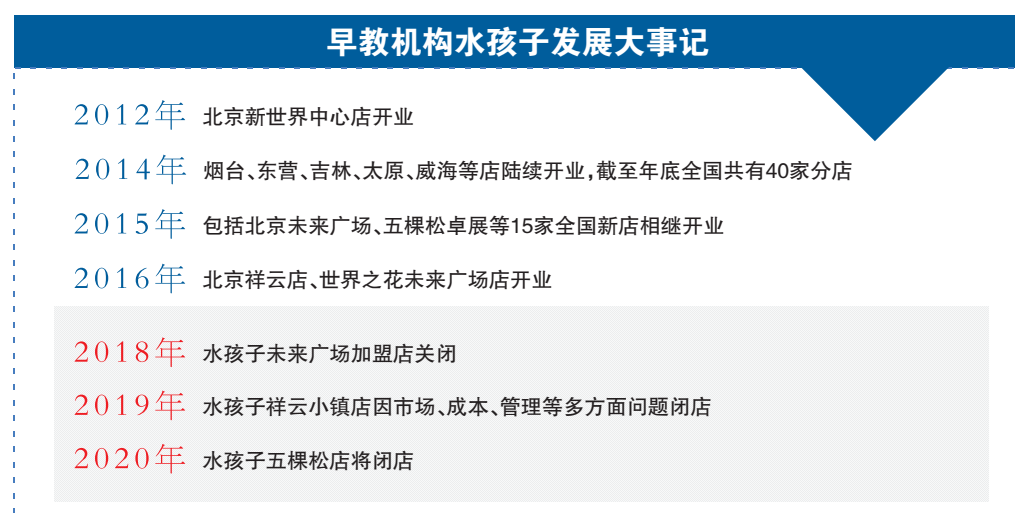 早教机构水孩子发展大事记
2012年 北京新世界中心店开业
2014年 烟台、东营、吉林、太原、威海等店陆续开业,截至年底全国共有40家分店
2015年 包括北京未来广场、五棵松卓展等15家全国新店相继开业
2016年 北京祥云店、世界之花未来广场店开业
2018年 水孩子未来广场加盟店关闭
2019年 水孩子祥云小镇店因市场、成本、管理等多方面问题闭店
2020年 水孩子五棵松店将闭店